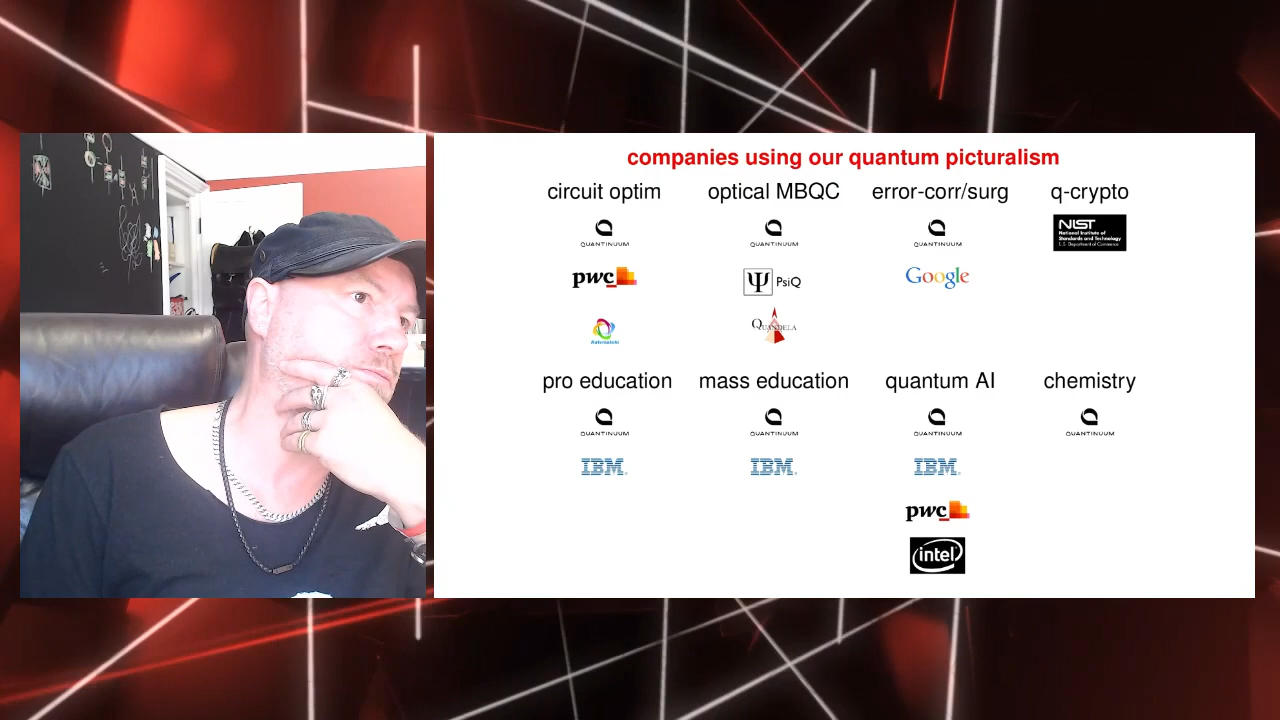 companies using our quantum picturalism
circuit optim
optical MBQC
error-corr/surg
q-crypto
QUANTINUUM
QUANTINUUM
QUANTINUUM
NIST
National Institute of
Standards and Technology
U.S. Department of Commerce
pwc
Ψ PsiQ
Google
QUANDELA
pro education
mass education
quantum AI
chemistry
QUANTINUUM
QUANTINUUM
QUANTINUUM
QUANTINUUM
IBM
IBM
IBM
pwc
intel